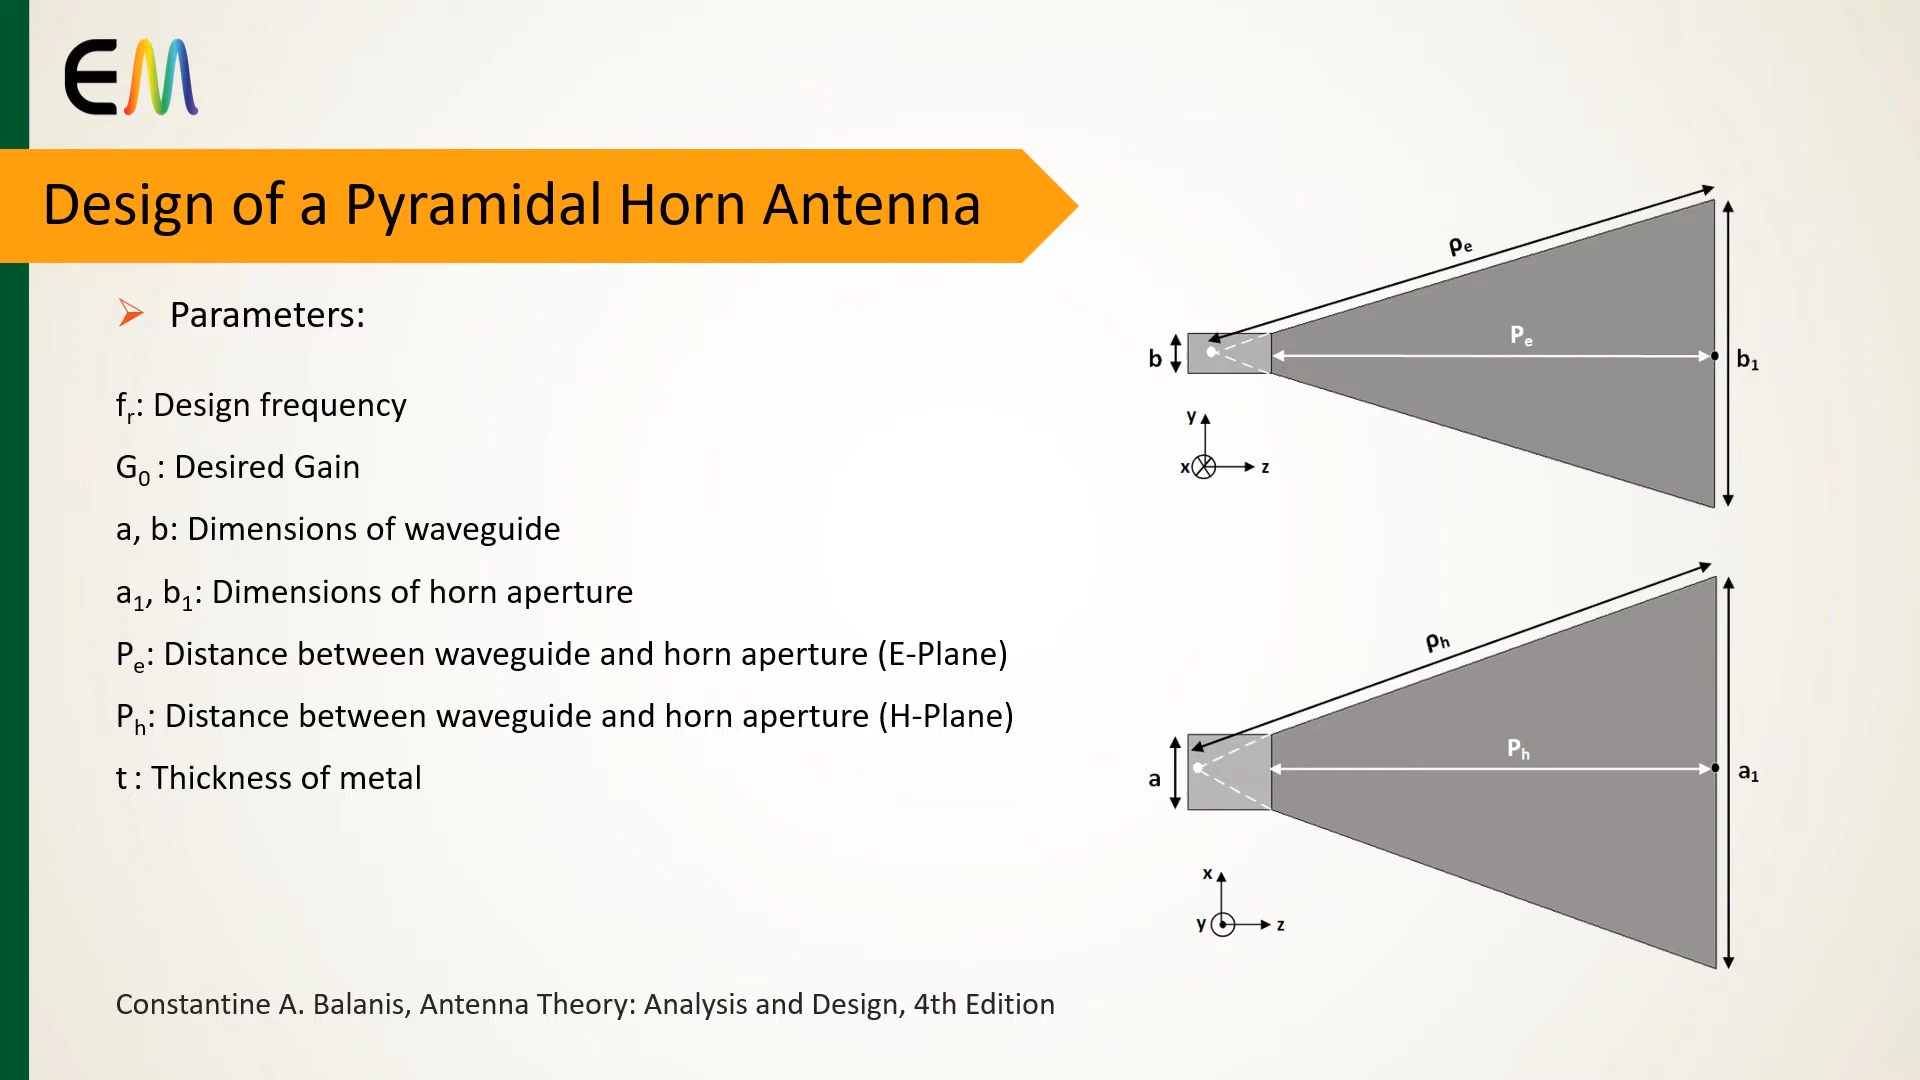 EM
Design of a Pyramidal Horn Antenna
Parameters:
fr: Design frequency
G0 : Desired Gain
a, b: Dimensions of waveguide
a1, b1: Dimensions of horn aperture
Pe: Distance between waveguide and horn aperture (E-Plane)
Ph: Distance between waveguide and horn aperture (H-Plane)
t : Thickness of metal
Constantine A. Balanis, Antenna Theory: Analysis and Design, 4th Edition
ρe
Pe
b
b1
y
x
z
ρh
Ph
a
a1
x
y
z